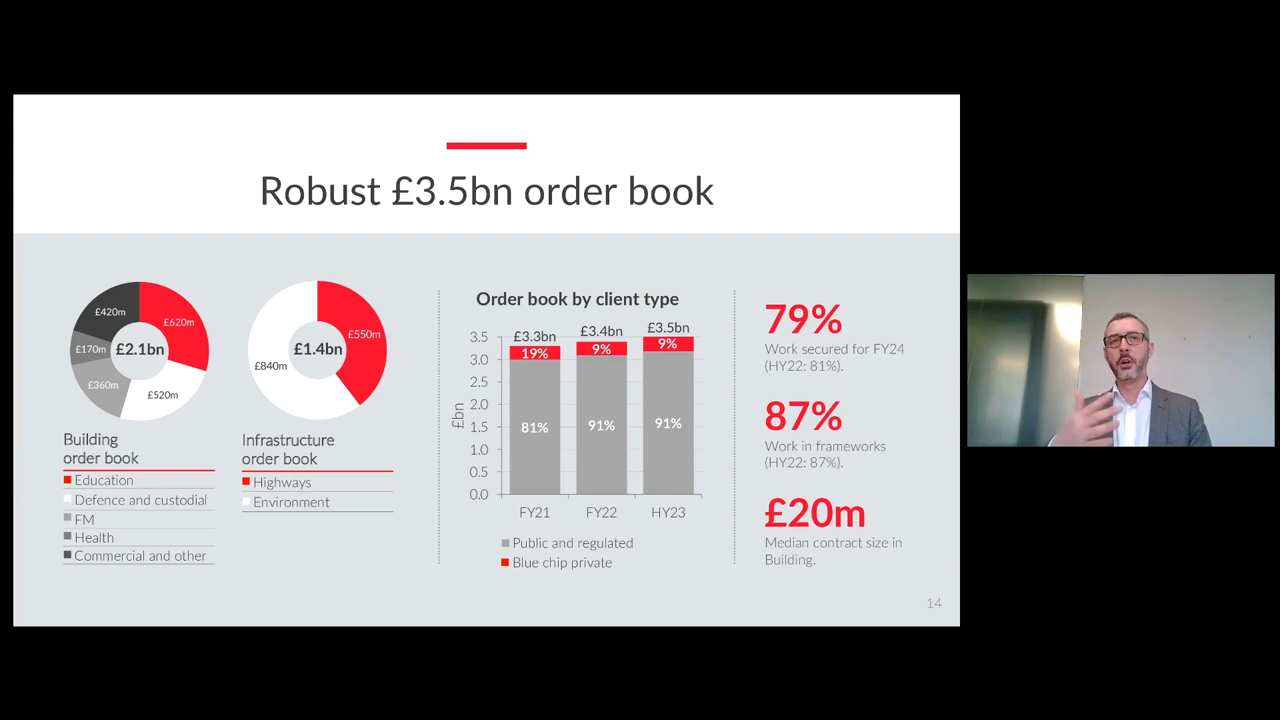 Robust £3.5bn order book
£420m
£620m
£170m
£2.1bn
£360m
£520m
Building
order book
Education
Defence and custodial
FM
Health
Commercial and other
£550m
£1.4bn
£840m
Infrastructure
order book
Highways
Environment
Order book by client type
£bn
3.5
3.0
2.5
2.0
1.5
1.0
0.5
0.0
£3.3bn
£3.4bn
£3.5bn
19%
9%
9%
81%
91%
91%
FY21
FY22
HY23
Public and regulated
Blue chip private
79%
Work secured for FY24
(HY22: 81%).
87%
Work in frameworks
(HY22: 87%).
£20m
Median contract size in
Building.
14